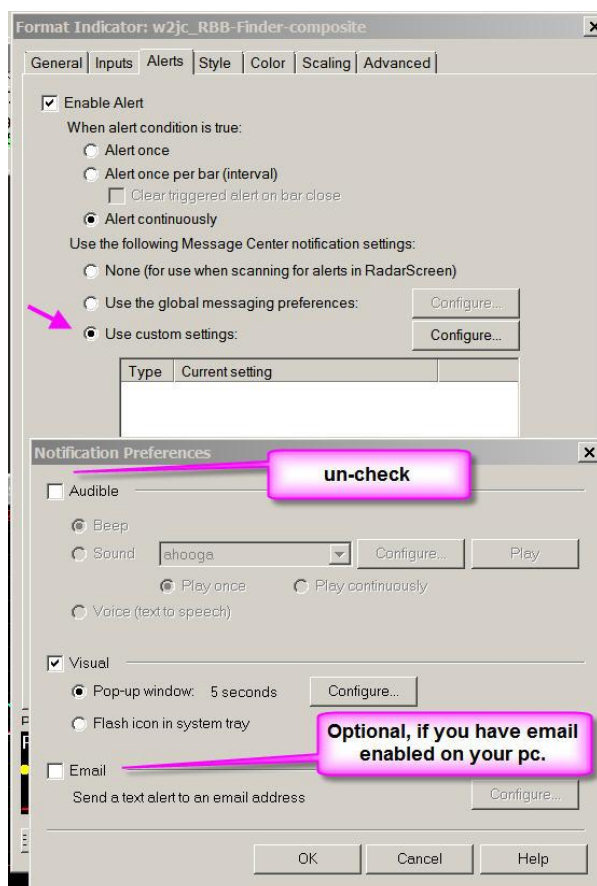 Format Indicator: w2jc_RBB-Finder-composite
General Inputs Alerts Style Color Scaling Advanced
Enable Alert
When alert condition is true:
Alert once
Alert once per bar (interval)
Clear triggered alert on bar close
Alert continuously
Use the following Message Center notification settings:
None (for use when scanning for alerts in RadarScreen)
Use the global messaging preferences: Configure...
Use custom settings: Configure...
Type Current setting
Notification Preferences
un-check
Audible
Beep
Sound ahooga Configure... Play
Play once Play continuously
Voice (text to speech)
Visual
Pop-up window: 5 seconds Configure...
Flash icon in system tray
Optional, if you have email
enabled on your pc.
Email
Send a text alert to an email address Configure...
OK Cancel Help